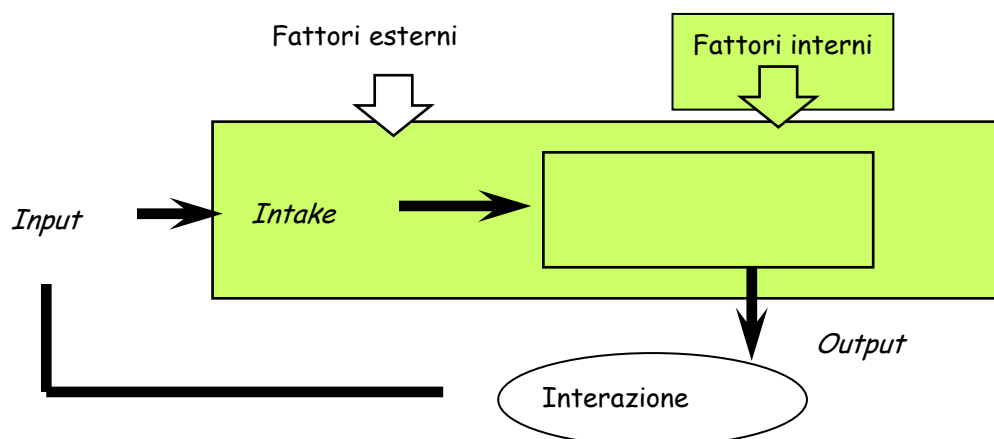 Fattori esterni
Fattori interni
Input
Intake
Output
Interazione